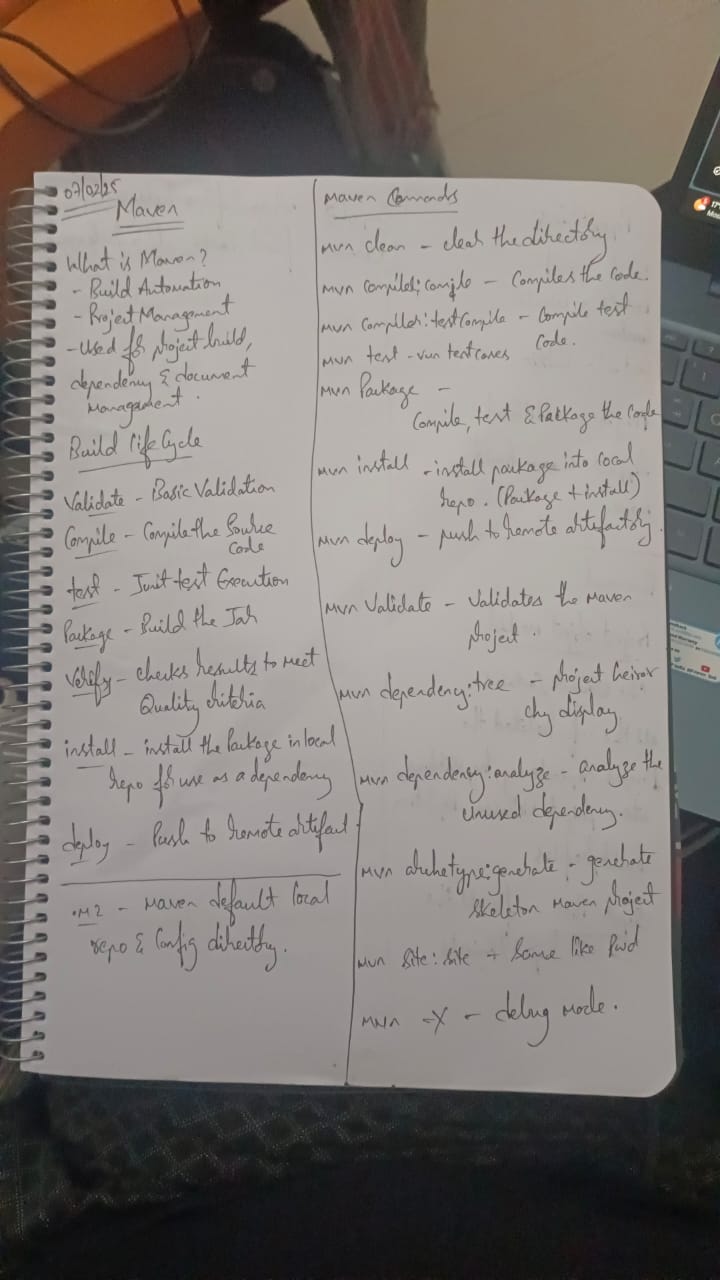 07/02/25
Maven
What is Maven?
- Build Automation
- Project Management
- Used for project build,
dependency & document
Management.
Build life Cycle
Validate - Basic Validation
Compile - Compile the Source
Code
test - Junit test Execution
Package - Build the Jar
Verify - checks results to meet
Quality criteria
install - install the Package in local
repo for use as a dependency
deploy - Push to remote artifact
.M2 - Maven default local
repo & Config directory.
Maven Commands
mvn clean - clear the directory
mvn compiler:compile - Compiles the code.
mvn compiler:testCompile - Compile test
Code.
mvn test - run test cases
mvn Package -
Compile, test & Package the Code
mvn install - install package into local
repo. (Package + install)
mvn deploy - push to remote artifactory.
mvn Validate - Validates the Maven
project.
mvn dependeny:tree - project heirar
chy display
mvn dependency:analyze - analyze the
unused dependency.
mvn archetype:generate - generate
Skeleton Maven project
mvn site:site - Same like Pwd
mvn -X - debug mode.